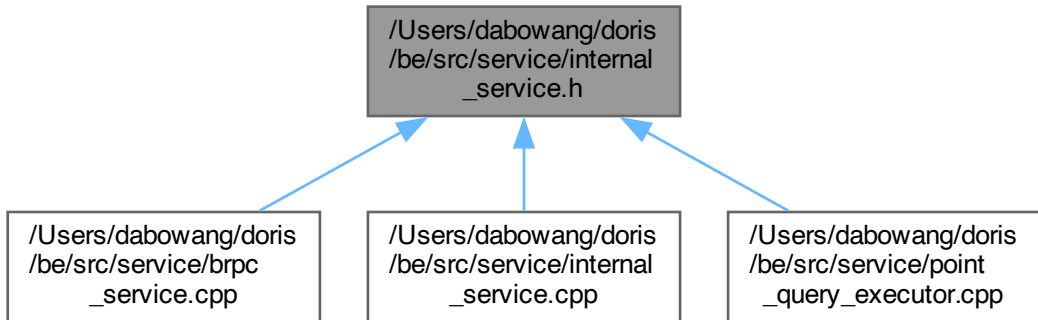 /Users/dabowang/doris
/be/src/service/internal
_service.h
/Users/dabowang/doris
/be/src/service/brpc
_service.cpp
/Users/dabowang/doris
/be/src/service/internal
_service.cpp
/Users/dabowang/doris
/be/src/service/point
_query_executor.cpp